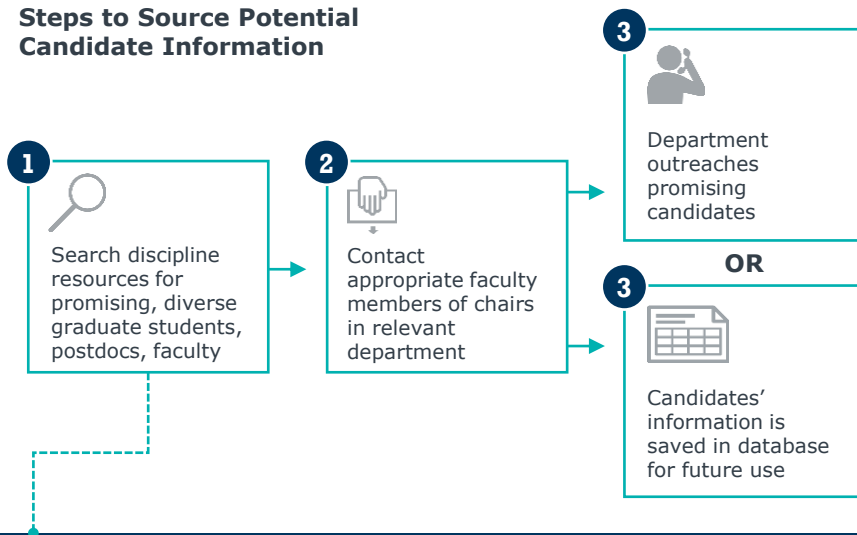 Steps to Source Potential
Candidate Information
1
Search discipline
resources for
promising, diverse
graduate students,
postdocs, faculty
2
Contact
appropriate faculty
members of chairs
in relevant
department
3
Department
outreaches
promising
candidates
OR
3
Candidates’
information is
saved in database
for future use